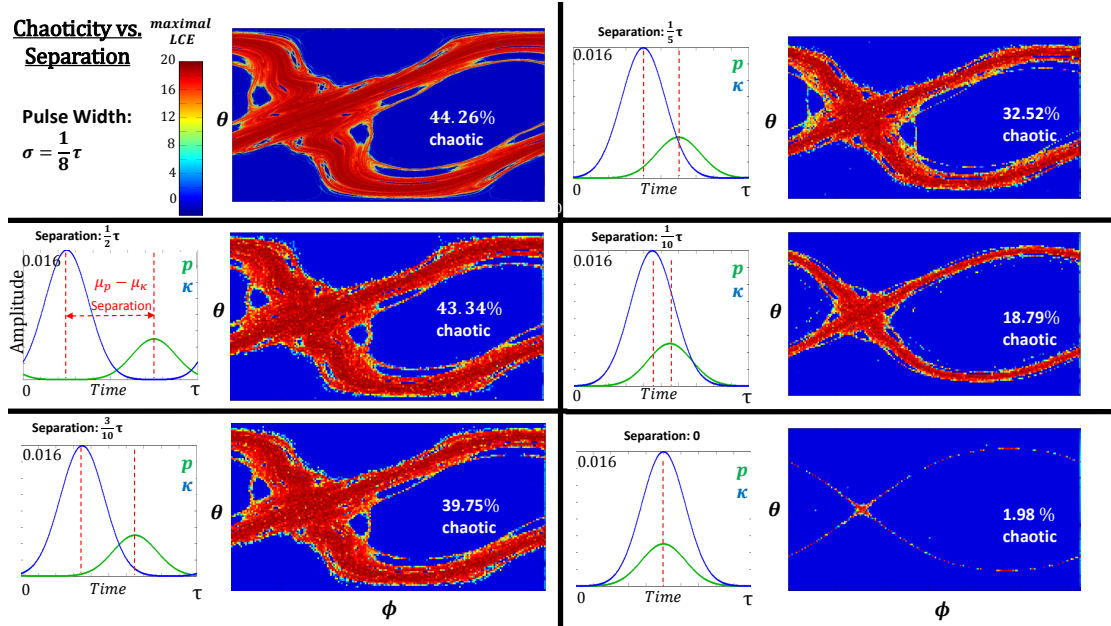 Chaoticity vs.
Separation
Pulse Width:
σ = 1/8 τ
maximal
LCE
20
16
12
8
4
0
θ
44.26%
chaotic
Separation: 1/5 τ
0.016
p
κ
0
Time
τ
θ
32.52%
chaotic
0
Separation: 1/2 τ
0.016
p
κ
μp − μκ
Separation
Amplitude
0
Time
τ
θ
43.34%
chaotic
Separation: 1/10 τ
0.016
p
κ
0
Time
τ
θ
18.79%
chaotic
Separation: 3/10 τ
0.016
p
κ
0
Time
τ
θ
39.75%
chaotic
ϕ
Separation: 0
0.016
p
κ
0
Time
τ
θ
1.98 %
chaotic
ϕ